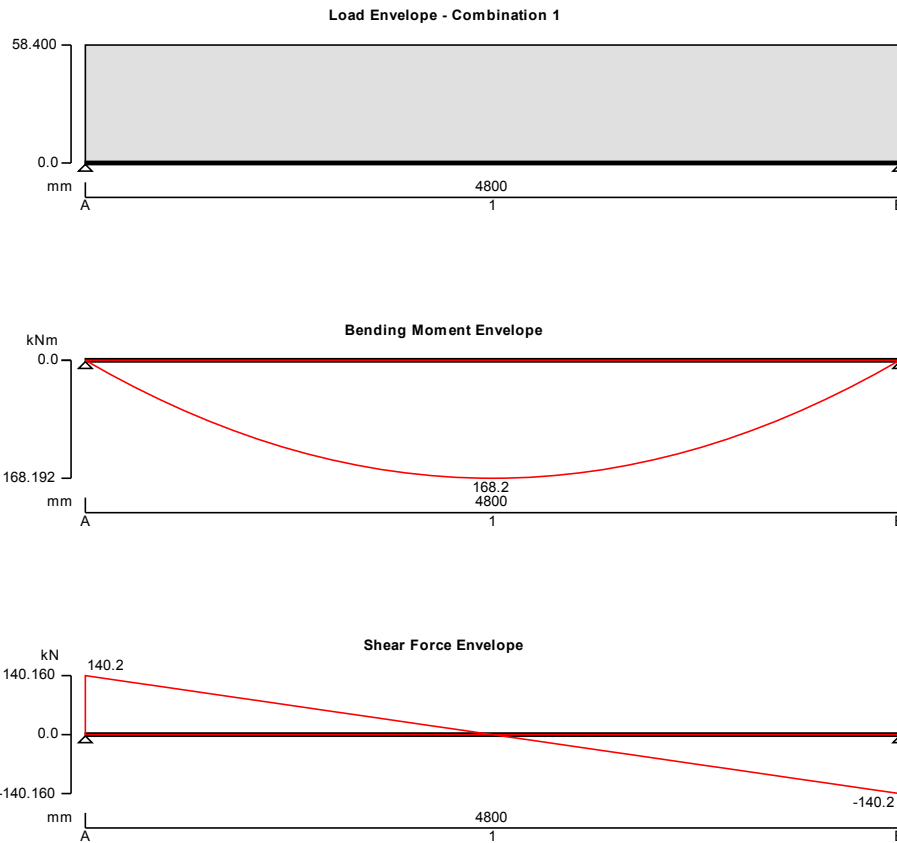 Load Envelope - Combination 1
58.400
0.0
mm
4800
A
1
Bending Moment Envelope
kNm
0.0
168.192
168.2
mm
4800
A
1
Shear Force Envelope
kN
140.160
140.2
0.0
-140.160
-140.2
mm
4800
A
1